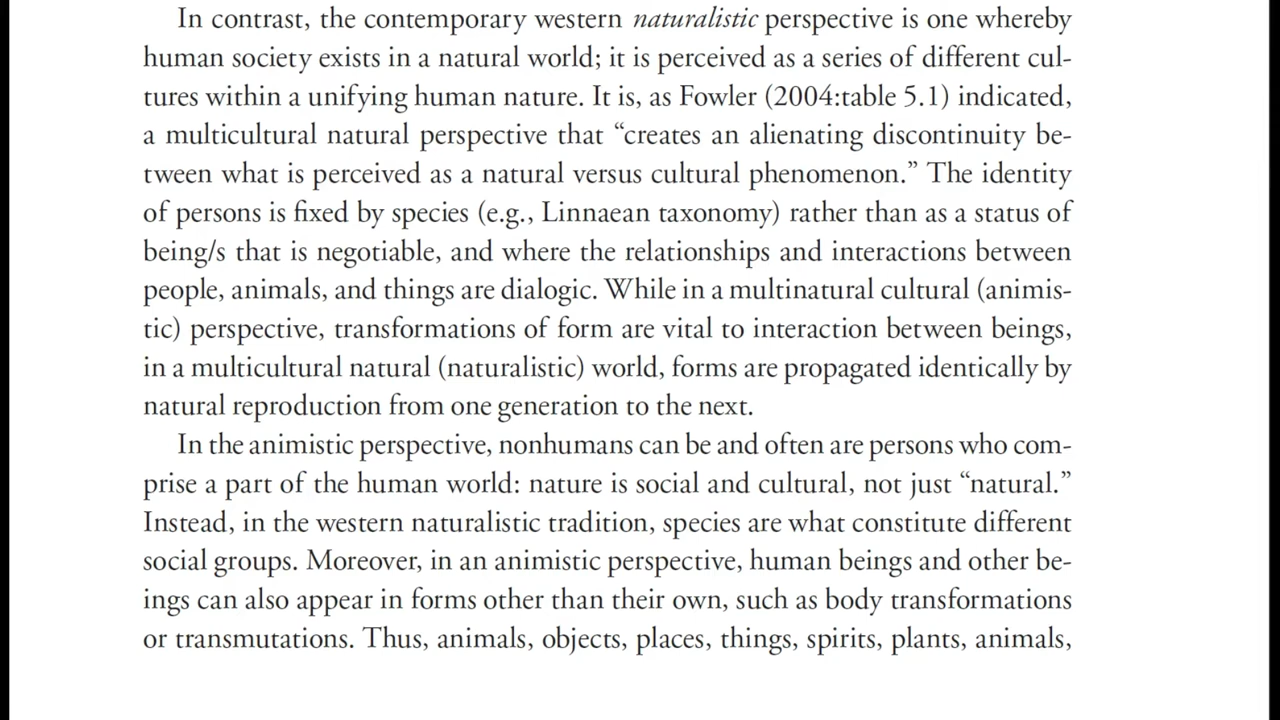 In contrast, the contemporary western naturalistic perspective is one whereby
human society exists in a natural world; it is perceived as a series of different cul-
tures within a unifying human nature. It is, as Fowler (2004:table 5.1) indicated,
a multicultural natural perspective that “creates an alienating discontinuity be-
tween what is perceived as a natural versus cultural phenomenon.” The identity
of persons is fixed by species (e.g., Linnaean taxonomy) rather than as a status of
being/s that is negotiable, and where the relationships and interactions between
people, animals, and things are dialogic. While in a multinatural cultural (animis-
tic) perspective, transformations of form are vital to interaction between beings,
in a multicultural natural (naturalistic) world, forms are propagated identically by
natural reproduction from one generation to the next.
In the animistic perspective, nonhumans can be and often are persons who com-
prise a part of the human world: nature is social and cultural, not just “natural.”
Instead, in the western naturalistic tradition, species are what constitute different
social groups. Moreover, in an animistic perspective, human beings and other be-
ings can also appear in forms other than their own, such as body transformations
or transmutations. Thus, animals, objects, places, things, spirits, plants, animals,